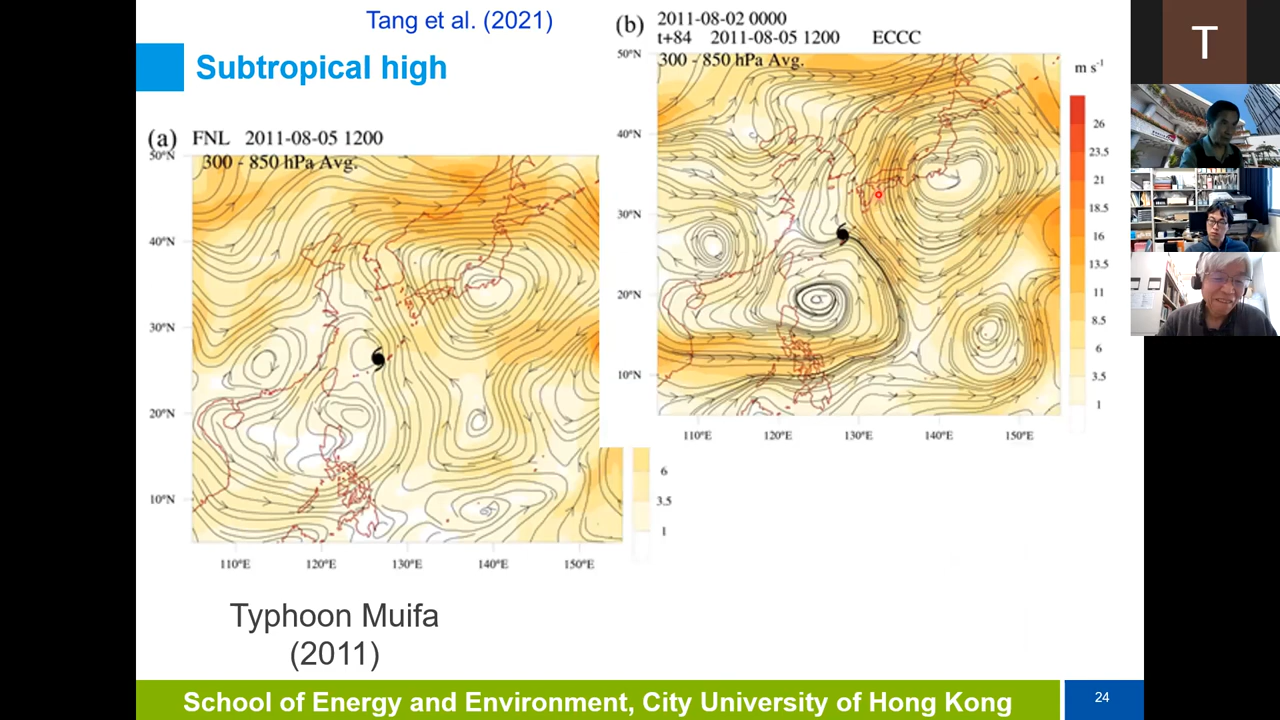 Tang et al. (2021)
Subtropical high
(a) FNL 2011-08-05 1200
300 - 850 hPa Avg.
50°N
40°N
30°N
20°N
10°N
110°E 120°E 130°E 140°E 150°E
6
3.5
1
(b) 2011-08-02 0000
t+84 2011-08-05 1200 ECCC
300 - 850 hPa Avg.
50°N
40°N
30°N
20°N
10°N
110°E 120°E 130°E 140°E 150°E
m s⁻¹
26
23.5
21
18.5
16
13.5
11
8.5
6
3.5
1
T
Typhoon Muifa
(2011)
School of Energy and Environment, City University of Hong Kong
24